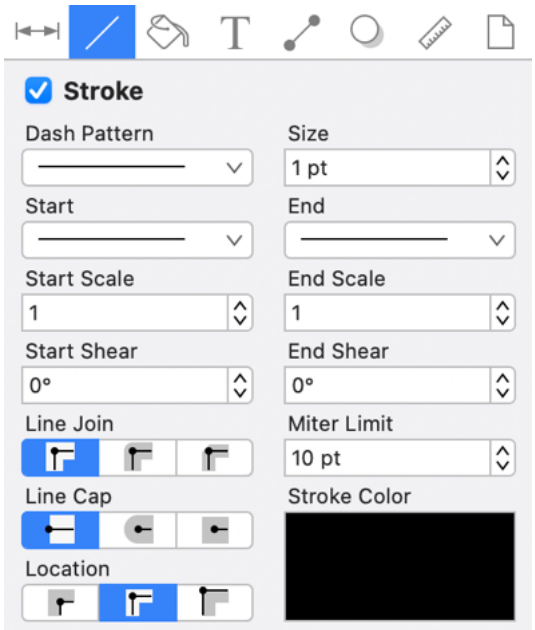 T
Stroke
Dash Pattern
Size
1 pt
Start
End
Start Scale
End Scale
1
1
Start Shear
End Shear
0°
0°
Line Join
Miter Limit
10 pt
Line Cap
Stroke Color
Location